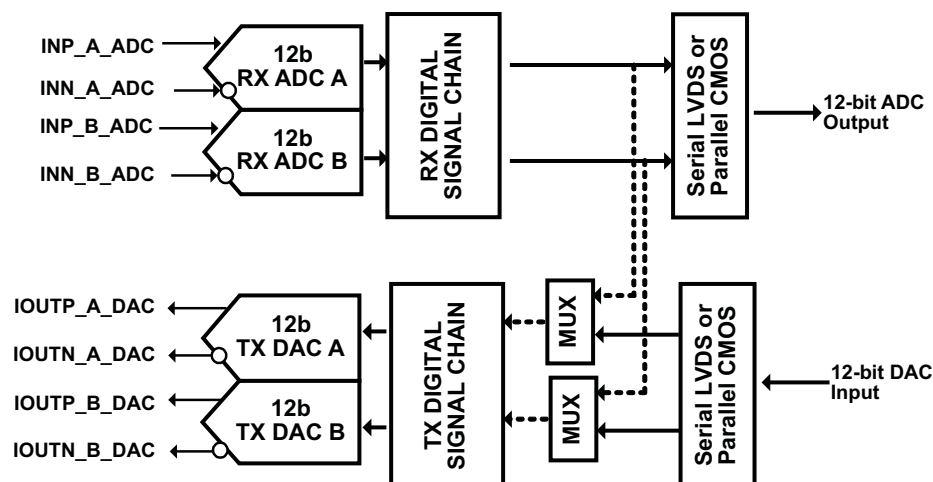 INP_A_ADC
INN_A_ADC
INP_B_ADC
INN_B_ADC
12b
RX ADC A
12b
RX ADC B
RX DIGITAL
SIGNAL CHAIN
Serial LVDS or
Parallel CMOS
12-bit ADC
Output
IOUTP_A_DAC
IOUTN_A_DAC
IOUTP_B_DAC
IOUTN_B_DAC
12b
TX DAC A
12b
TX DAC B
TX DIGITAL
SIGNAL CHAIN
MUX
MUX
Serial LVDS or
Parallel CMOS
12-bit DAC
Input